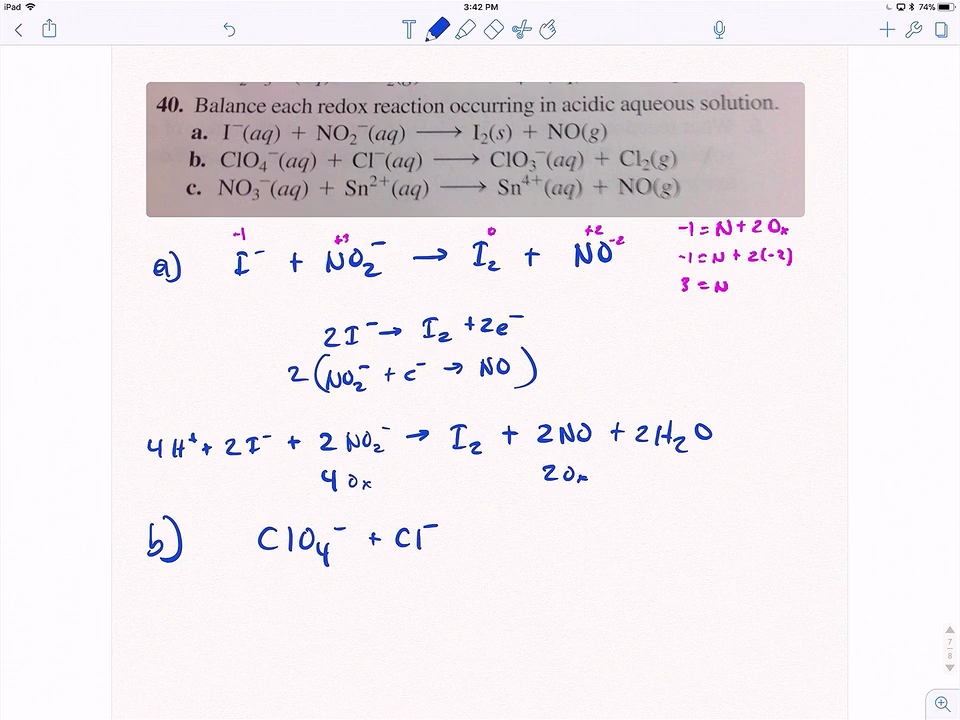 iPad 3:42 PM 74%
40. Balance each redox reaction occurring in acidic aqueous solution.
a. I⁻(aq) + NO₂⁻(aq) ⟶ I₂(s) + NO(g)
b. ClO₄⁻(aq) + Cl⁻(aq) ⟶ ClO₃⁻(aq) + Cl₂(g)
c. NO₃⁻(aq) + Sn²⁺(aq) ⟶ Sn⁴⁺(aq) + NO(g)
-1 +3 0 +2
a) I⁻ + NO₂⁻ → I₂ + NO⁻²
-1 = N + 2 Ox
-1 = N + 2(-2)
3 = N
2I⁻ → I₂ + 2e⁻
2(NO₂⁻ + e⁻ → NO)
4H⁺ + 2I⁻ + 2NO₂⁻ → I₂ + 2NO + 2H₂O
4 Ox 2 Ox
b) ClO₄⁻ + Cl⁻
7
8